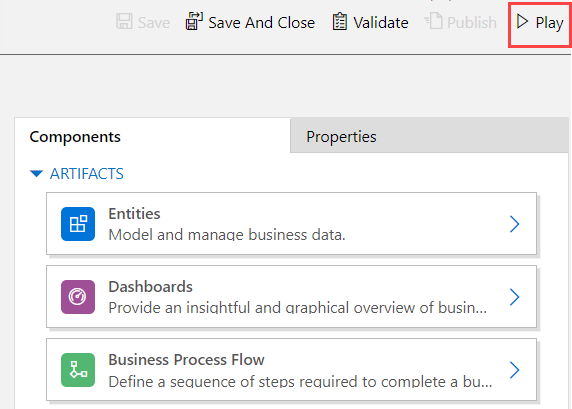 Save Save And Close Validate Publish Play
Components Properties
ARTIFACTS
Entities
Model and manage business data.
Dashboards
Provide an insightful and graphical overview of busin...
Business Process Flow
Define a sequence of steps required to complete a bu...